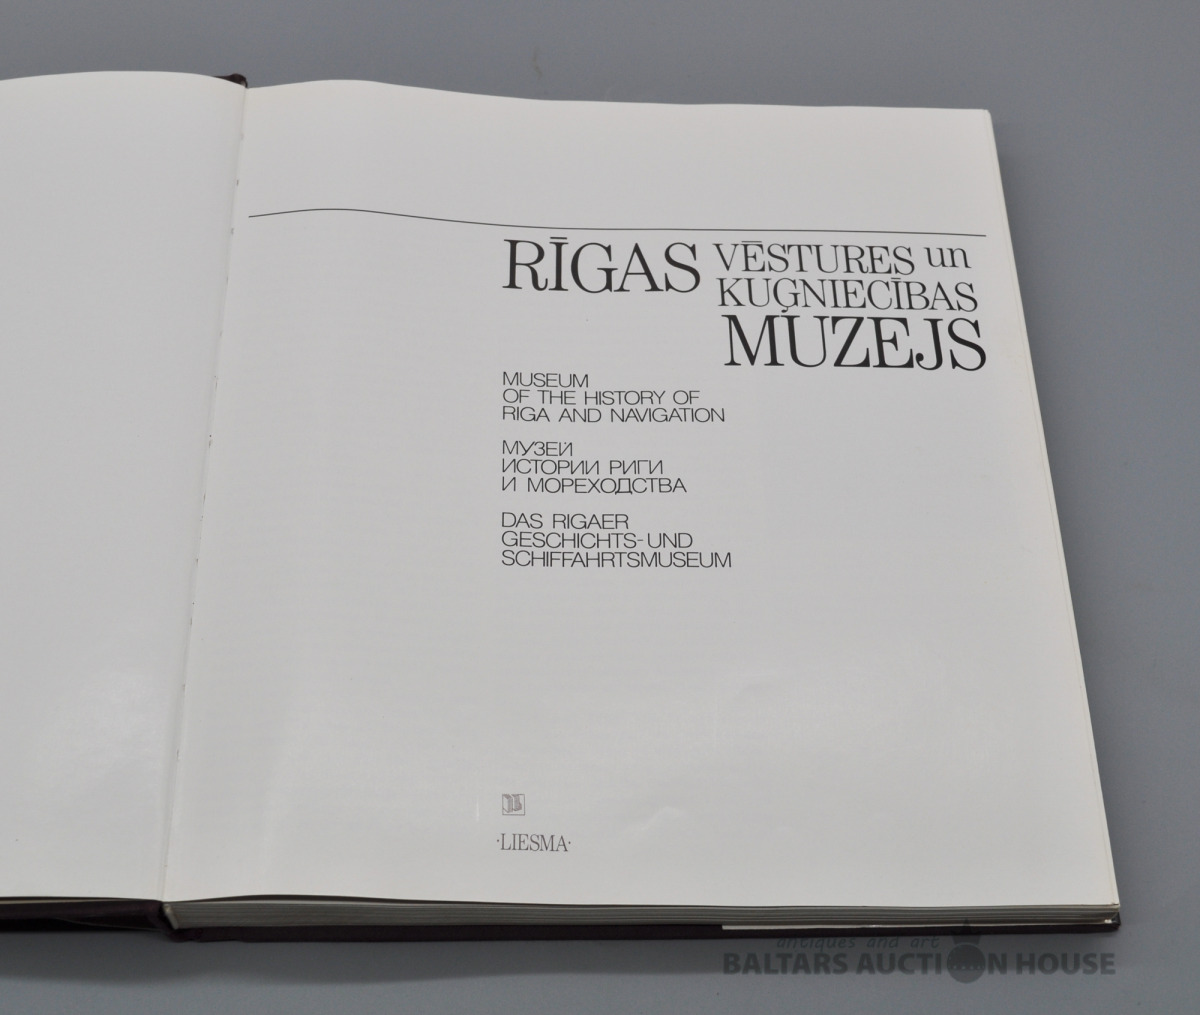 RĪGAS VĒSTURES un
KUĢNIECĪBAS
MUZEJS
MUSEUM
OF THE HISTORY OF
RIGA AND NAVIGATION
МУЗЕЙ
ИСТОРИИ РИГИ
И МОРЕХОДСТВА
DAS RIGAER
GESCHICHTS-UND
SCHIFFAHRTSMUSEUM
·LIESMA·
antiques and art
BALTARS AUCTION HOUSE